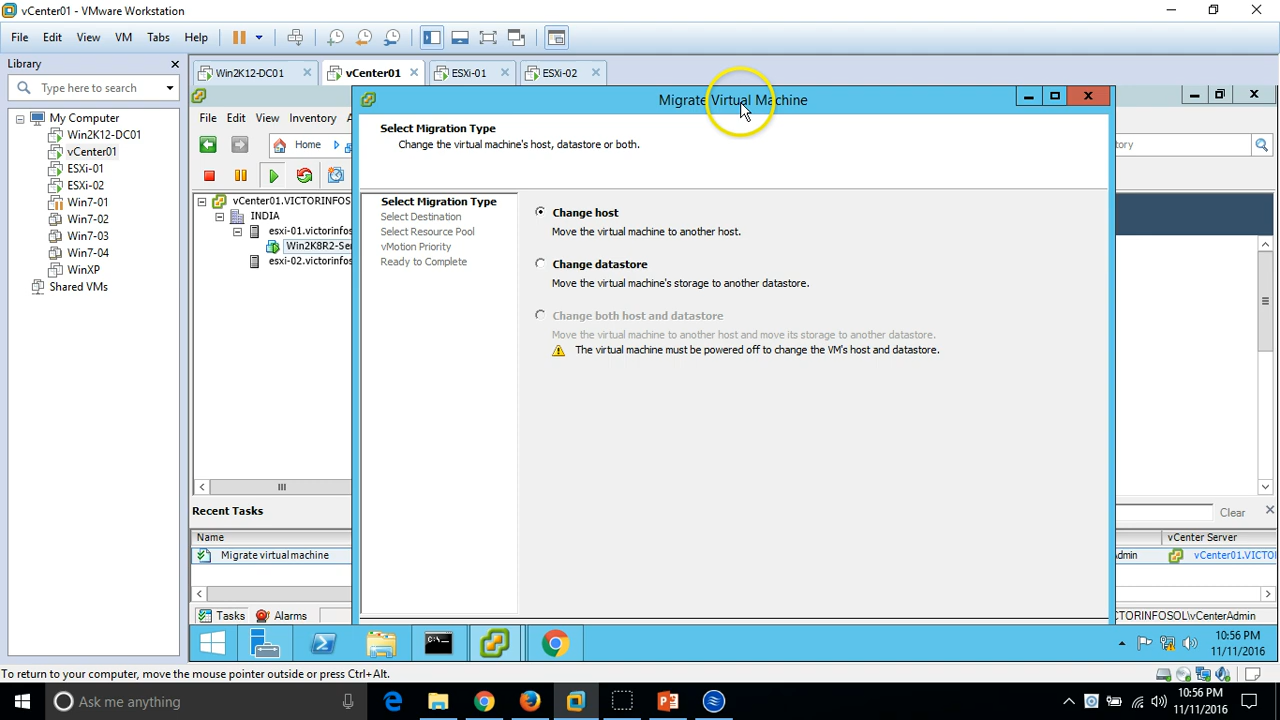 vCenter01 - VMware Workstation
File Edit View VM Tabs Help
Library
Type here to search
My Computer
Win2K12-DC01
vCenter01
ESXi-01
ESXi-02
Win7-01
Win7-02
Win7-03
Win7-04
WinXP
Shared VMs
Win2K12-DC01 vCenter01 ESXi-01 ESXi-02
File Edit View Inventory
Home
vCenter01.VICTORINFOS
INDIA
esxi-01.victorinfos
Win2K8R2-Se
esxi-02.victorinfos
Migrate Virtual Machine
Select Migration Type
Change the virtual machine's host, datastore or both.
Select Migration Type
Select Destination
Select Resource Pool
vMotion Priority
Ready to Complete
Change host
Move the virtual machine to another host.
Change datastore
Move the virtual machine's storage to another datastore.
Change both host and datastore
Move the virtual machine to another host and move its storage to another datastore.
The virtual machine must be powered off to change the VM's host and datastore.
tory
Recent Tasks
Clear
Name
vCenter Server
Migrate virtual machine
dmin
vCenter01.VICTO
Tasks Alarms
TORINFOSOL\vCenterAdmin
10:56 PM
11/11/2016
To return to your computer, move the mouse pointer outside or press Ctrl+Alt.
Ask me anything
10:56 PM
11/11/2016